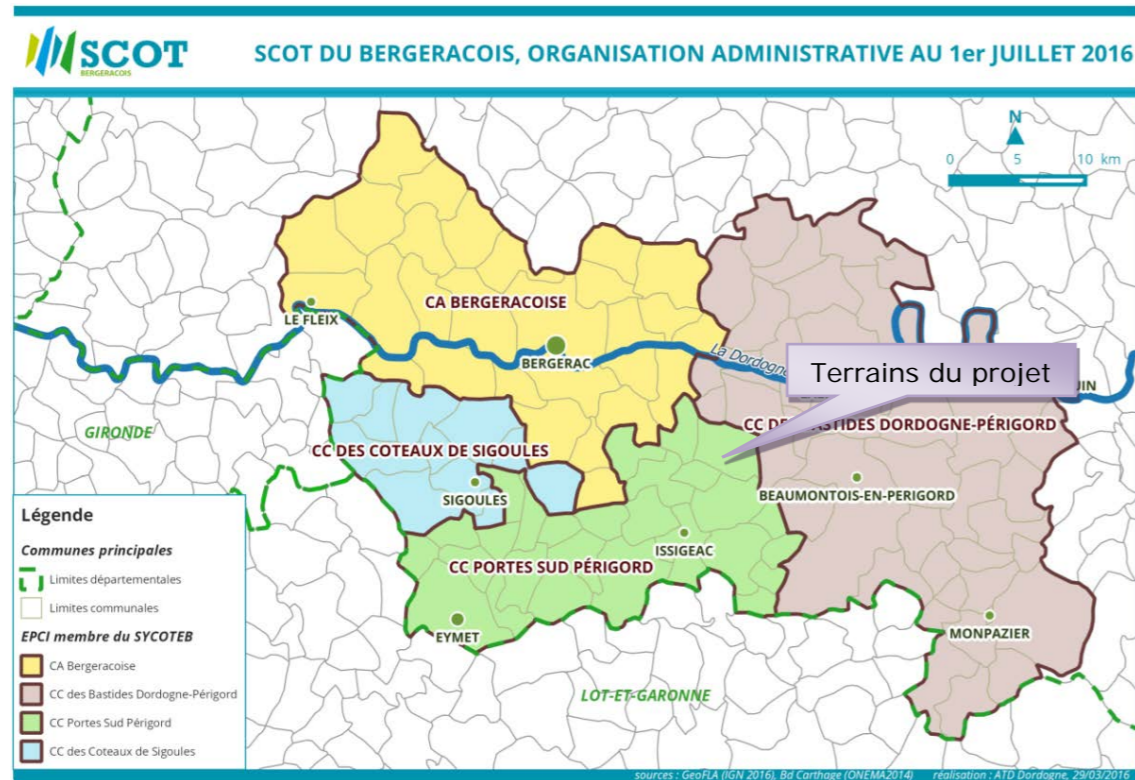 SCOT
BERGERACOIS
SCOT DU BERGERACOIS, ORGANISATION ADMINISTRATIVE AU 1er JUILLET 2016
N
0 5 10 km
CA BERGERACOISE
LE FLEIX
BERGERAC
La Dordogne
Terrains du projet
UIN
GIRONDE
CC DES BASTIDES DORDOGNE-PÉRIGORD
CC DES COTEAUX DE SIGOULES
SIGOULES
BEAUMONTOIS-EN-PERIGORD
ISSIGEAC
CC PORTES SUD PÉRIGORD
EYMET
MONPAZIER
LOT-ET-GARONNE
Légende
Communes principales
Limites départementales
Limites communales
EPCI membre du SYCOTEB
CA Bergeracoise
CC des Bastides Dordogne-Périgord
CC Portes Sud Périgord
CC des Coteaux de Sigoules
sources : GeoFLA (IGN 2016), Bd Carthage (ONEMA2014) réalisation : ATD Dordogne, 29/03/2016